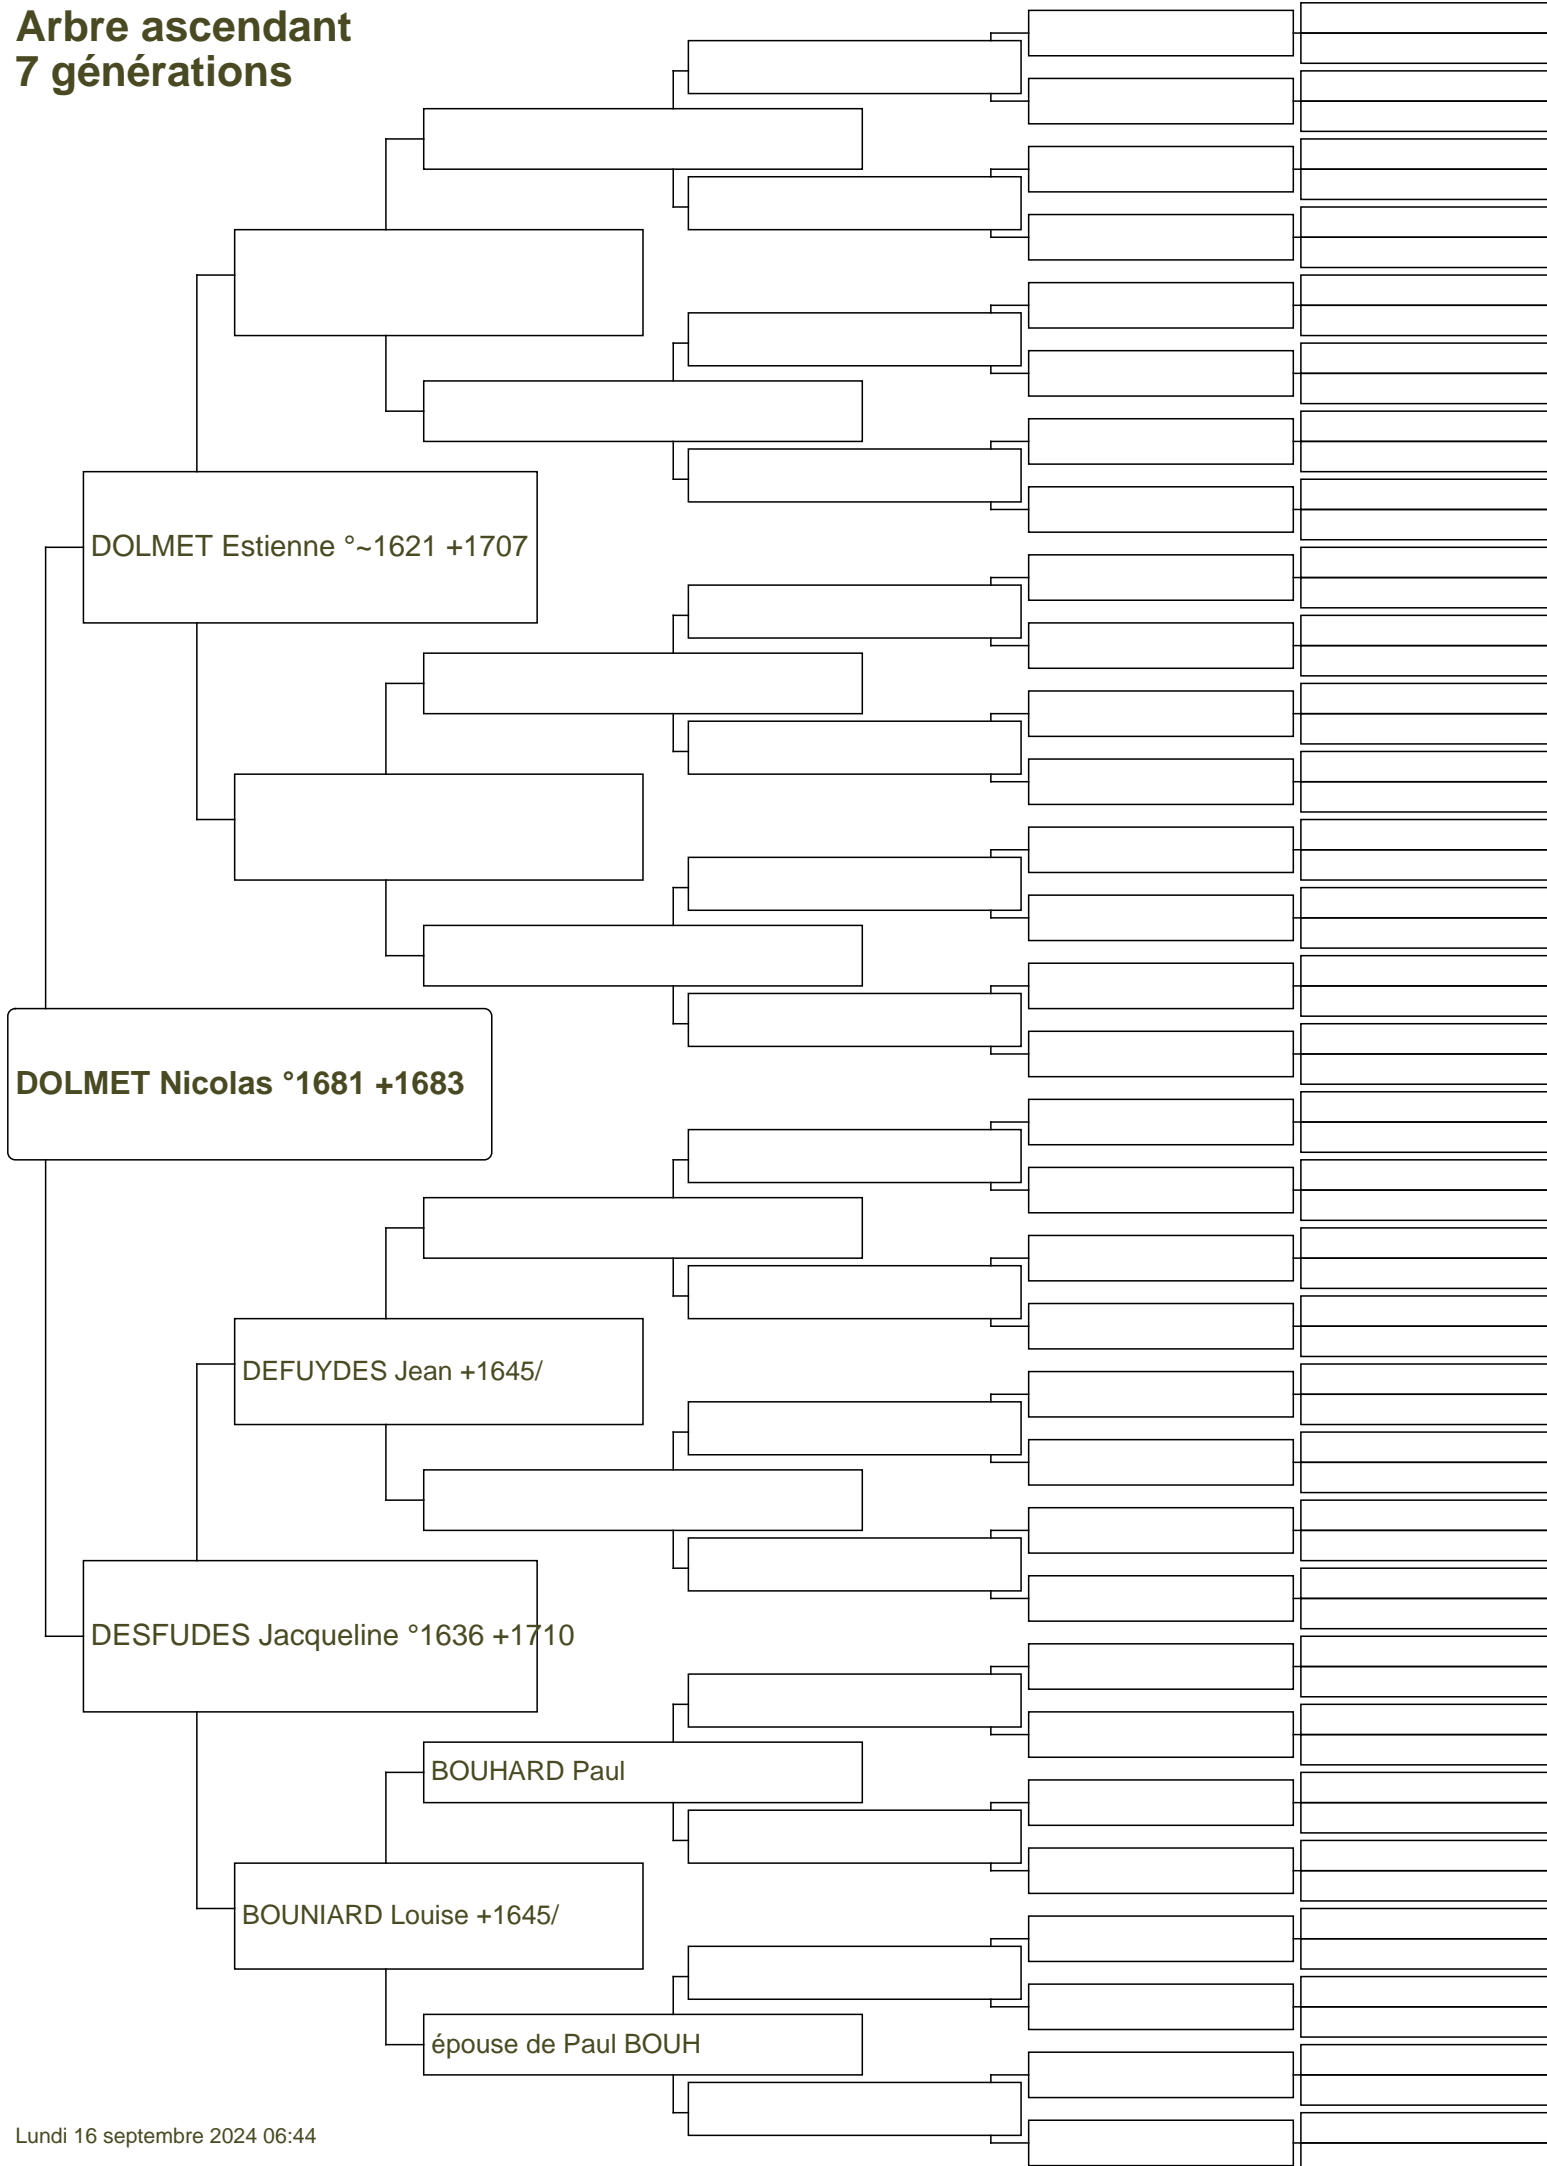 Arbre ascendant
7 générations
DOLMET Estienne °~1621 +1707
DOLMET Nicolas °1681 +1683
DEFUYDES Jean +1645/
DESFUDES Jacqueline °1636 +1710
BOUHARD Paul
BOUNIARD Louise +1645/
épouse de Paul BOUH
Lundi 16 septembre 2024 06:44